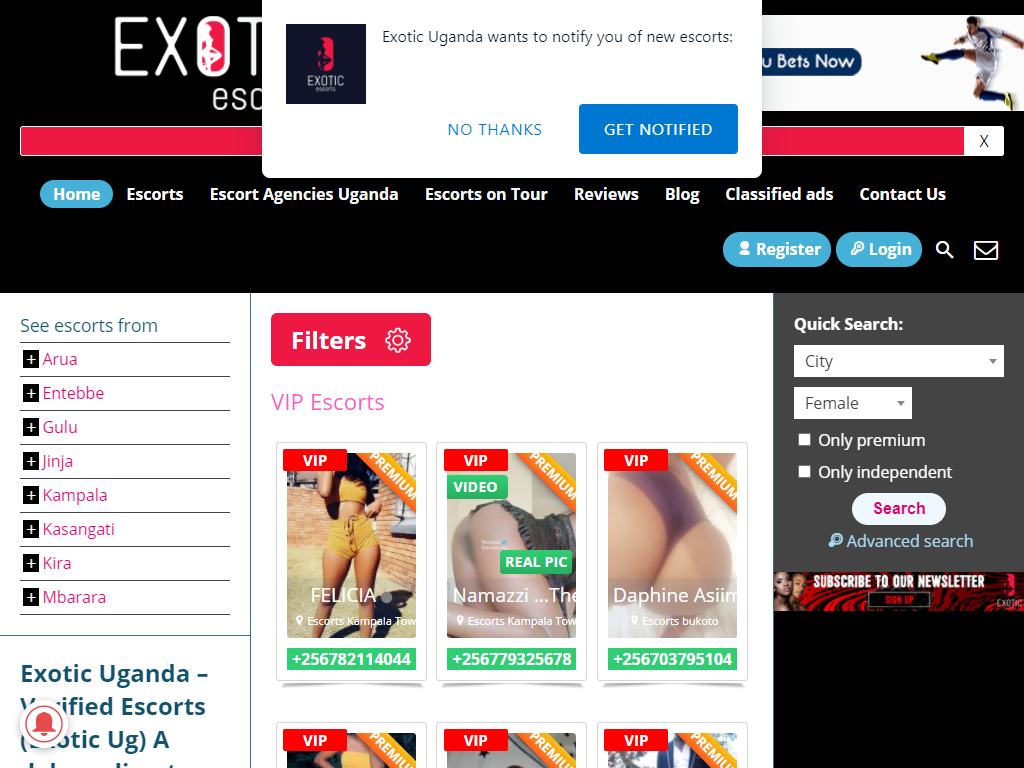 EXOTIC
escorts
Exotic Uganda wants to notify you of new escorts:
NO THANKS
GET NOTIFIED
EXOT
esc
u Bets Now
X
Home
Escorts
Escort Agencies Uganda
Escorts on Tour
Reviews
Blog
Classified ads
Contact Us
Register
Login
See escorts from
+ Arua
+ Entebbe
+ Gulu
+ Jinja
+ Kampala
+ Kasangati
+ Kira
+ Mbarara
Exotic Uganda –
Verified Escorts
(Exotic Ug) A
Filters
VIP Escorts
VIP
PREMIUM
FELICIA
Escorts Kampala Tow
+256782114044
VIP
PREMIUM
VIDEO
REAL PIC
Namazzi ...The
Escorts Kampala Tow
+256779325678
VIP
PREMIUM
Daphine Asiim
Escorts bukoto
+256703795104
VIP
PREMIUM
VIP
PREMIUM
VIP
PREMIUM
Quick Search:
City
Female
Only premium
Only independent
Search
Advanced search
SUBSCRIBE TO OUR NEWSLETTER
SIGN UP
EXOTIC